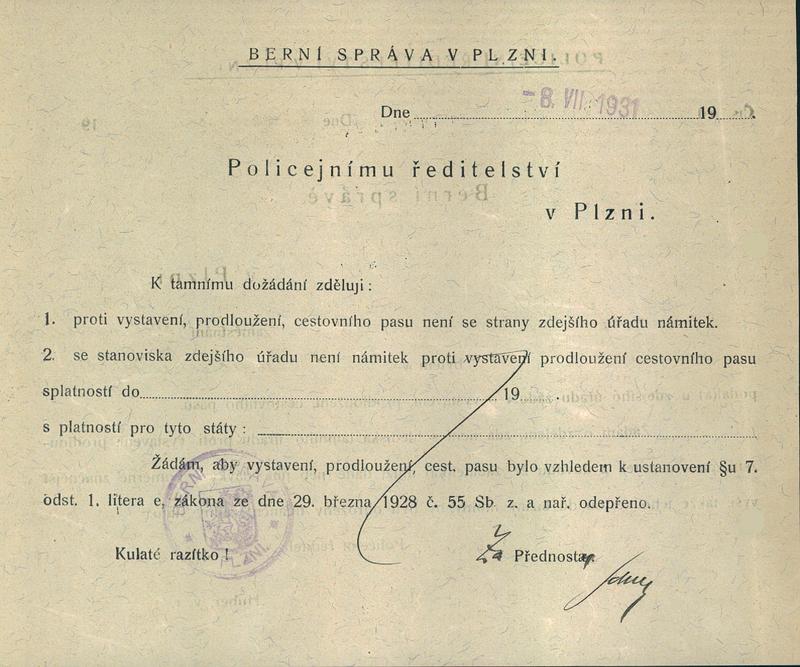 BERNÍ SPRÁVA V PLZNI.
Dne -8. VII. 1931 19
Policejnímu ředitelství
v Plzni.
K tamnímu dožádání zděluji:
1. proti vystavení, prodloužení, cestovního pasu není se strany zdejšího úřadu námitek.
2. se stanoviska zdejšího úřadu není námitek proti vystavení prodloužení cestovního pasu
splatností do 19 .
s platností pro tyto státy:
Žádám, aby vystavení, prodloužení, cest. pasu bylo vzhledem k ustanovení §u 7.
odst. 1. litera e, zákona ze dne 29. března 1928 č. 55 Sb z. a nař. odepřeno.
Kulaté razítko! Za Přednosta
BERNÍ SPRÁVA V PLZNI